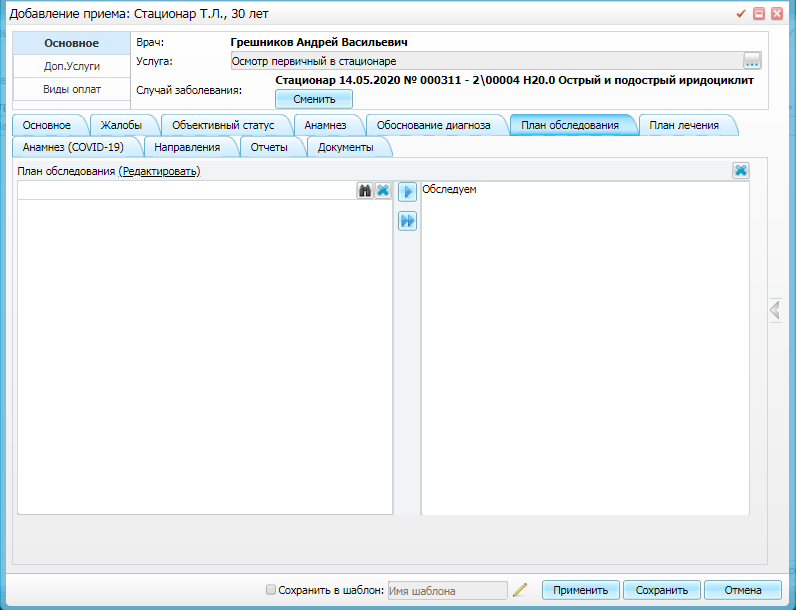 Добавление приема: Стационар Т.Л., 30 лет
Основное
Доп.Услуги
Виды оплат
Врач: Грешников Андрей Васильевич
Услуга: Осмотр первичный в стационаре ...
Случай заболевания: Стационар 14.05.2020 № 000311 - 2\00004 H20.0 Острый и подострый иридоциклит
Сменить
Основное Жалобы Объективный статус Анамнез Обоснование диагноза План обследования План лечения
Анамнез (COVID-19) Направления Отчеты Документы
План обследования (Редактировать)
Обследуем
Сохранить в шаблон: Имя шаблона Применить Сохранить Отмена